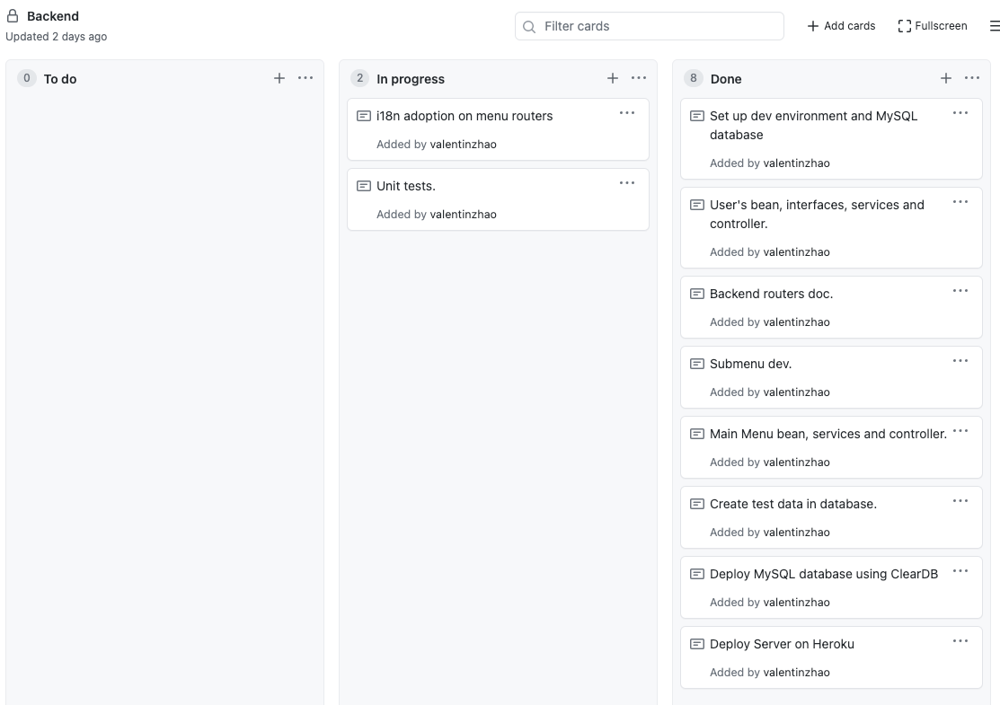 Backend
Updated 2 days ago
Filter cards
Add cards
Fullscreen
0 To do
2 In progress
i18n adoption on menu routers
Added by valentinzhao
Unit tests.
Added by valentinzhao
8 Done
Set up dev environment and MySQL
database
Added by valentinzhao
User's bean, interfaces, services and
controller.
Added by valentinzhao
Backend routers doc.
Added by valentinzhao
Submenu dev.
Added by valentinzhao
Main Menu bean, services and controller.
Added by valentinzhao
Create test data in database.
Added by valentinzhao
Deploy MySQL database using ClearDB
Added by valentinzhao
Deploy Server on Heroku
Added by valentinzhao